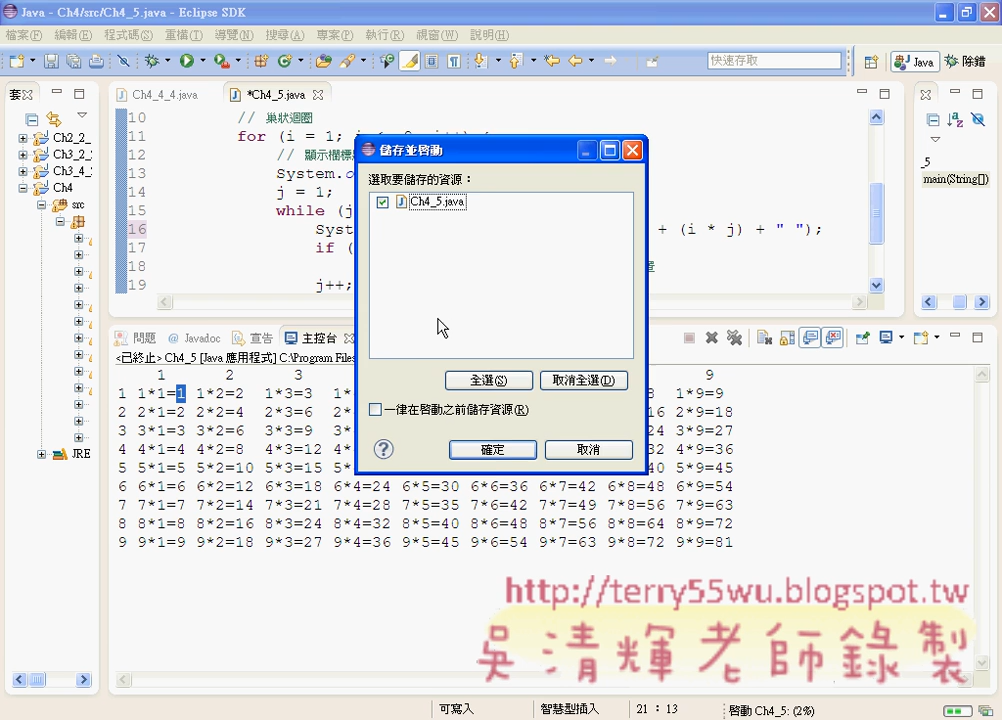 Java - Ch4/src/Ch4_5.java - Eclipse SDK
檔案(F) 編輯(E) 程式碼(S) 重構(T) 導覽(N) 搜尋(A) 專案(P) 執行(R) 視窗(W) 說明(H)
快速存取 Java 除錯
套 Ch4_4_4.java *Ch4_5.java
Ch2_2_
Ch3_2_
Ch3_4_
Ch4
src
JRE
10 // 巢狀迴圈
11 for (i = 1;
12 // 顯示
13 System.o
14 j = 1;
15 while (j
16 Syst + (i * j) + " ");
17 if (
18
19 j++;
_5
main(String[])
儲存並啟動
選取要儲存的資源：
Ch4_5.java
全選(S) 取消全選(D)
一律在啟動之前儲存資源(R)
確定 取消
問題 Javadoc 宣告 主控台
<已終止> Ch4_5 [Java 應用程式] C:\Program Files
1 2 3 9
1 1*1=1 1*2=2 1*3=3 1* 8 1*9=9
2 2*1=2 2*2=4 2*3=6 2* 16 2*9=18
3 3*1=3 3*2=6 3*3=9 3* 24 3*9=27
4 4*1=4 4*2=8 4*3=12 4* 32 4*9=36
5 5*1=5 5*2=10 5*3=15 5* 40 5*9=45
6 6*1=6 6*2=12 6*3=18 6*4=24 6*5=30 6*6=36 6*7=42 6*8=48 6*9=54
7 7*1=7 7*2=14 7*3=21 7*4=28 7*5=35 7*6=42 7*7=49 7*8=56 7*9=63
8 8*1=8 8*2=16 8*3=24 8*4=32 8*5=40 8*6=48 8*7=56 8*8=64 8*9=72
9 9*1=9 9*2=18 9*3=27 9*4=36 9*5=45 9*6=54 9*7=63 9*8=72 9*9=81
http://terry55wu.blogspot.tw
吳清輝老師錄製
可寫入 智慧型插入 21 : 13 啟動 Ch4_5: (2%)